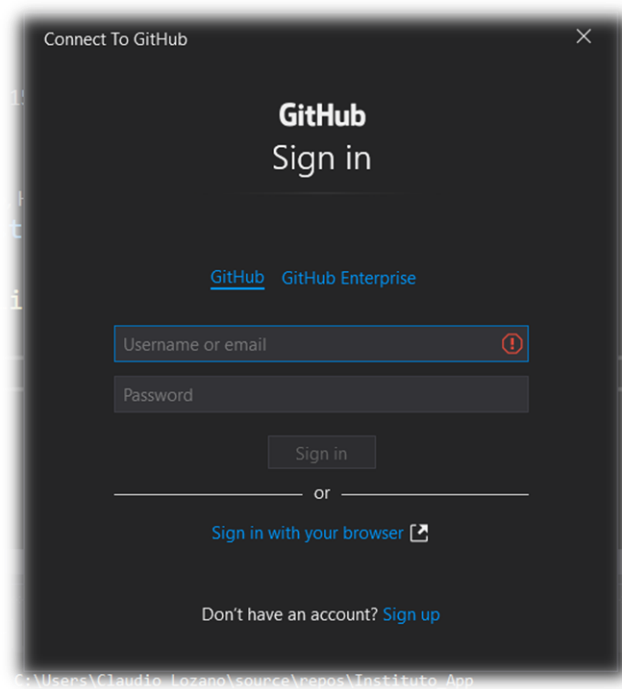 Connect To GitHub
GitHub
Sign in
GitHub GitHub Enterprise
Username or email
Password
Sign in
or
Sign in with your browser
Don't have an account? Sign up
C:\Users\Claudio Lozano\source\repos\Instituto App